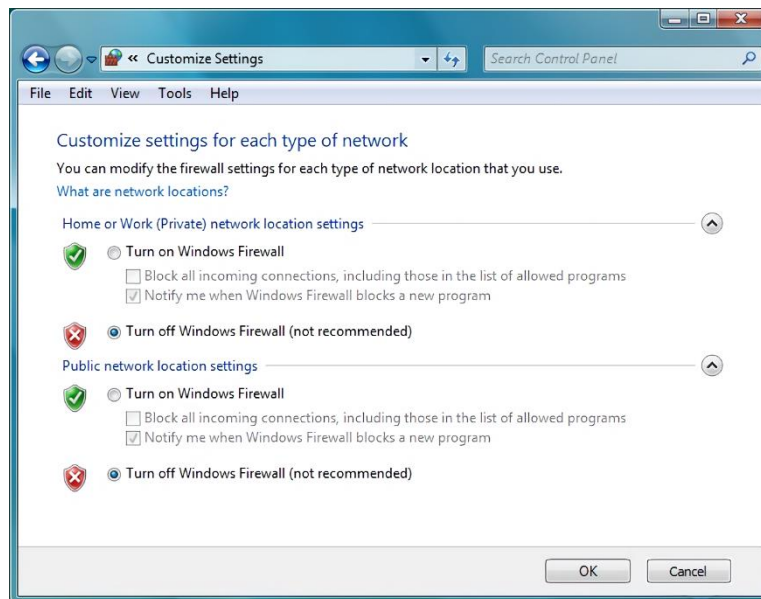 « Customize Settings
Search Control Panel
File Edit View Tools Help
Customize settings for each type of network
You can modify the firewall settings for each type of network location that you use.
What are network locations?
Home or Work (Private) network location settings
Turn on Windows Firewall
Block all incoming connections, including those in the list of allowed programs
Notify me when Windows Firewall blocks a new program
Turn off Windows Firewall (not recommended)
Public network location settings
Turn on Windows Firewall
Block all incoming connections, including those in the list of allowed programs
Notify me when Windows Firewall blocks a new program
Turn off Windows Firewall (not recommended)
OK Cancel